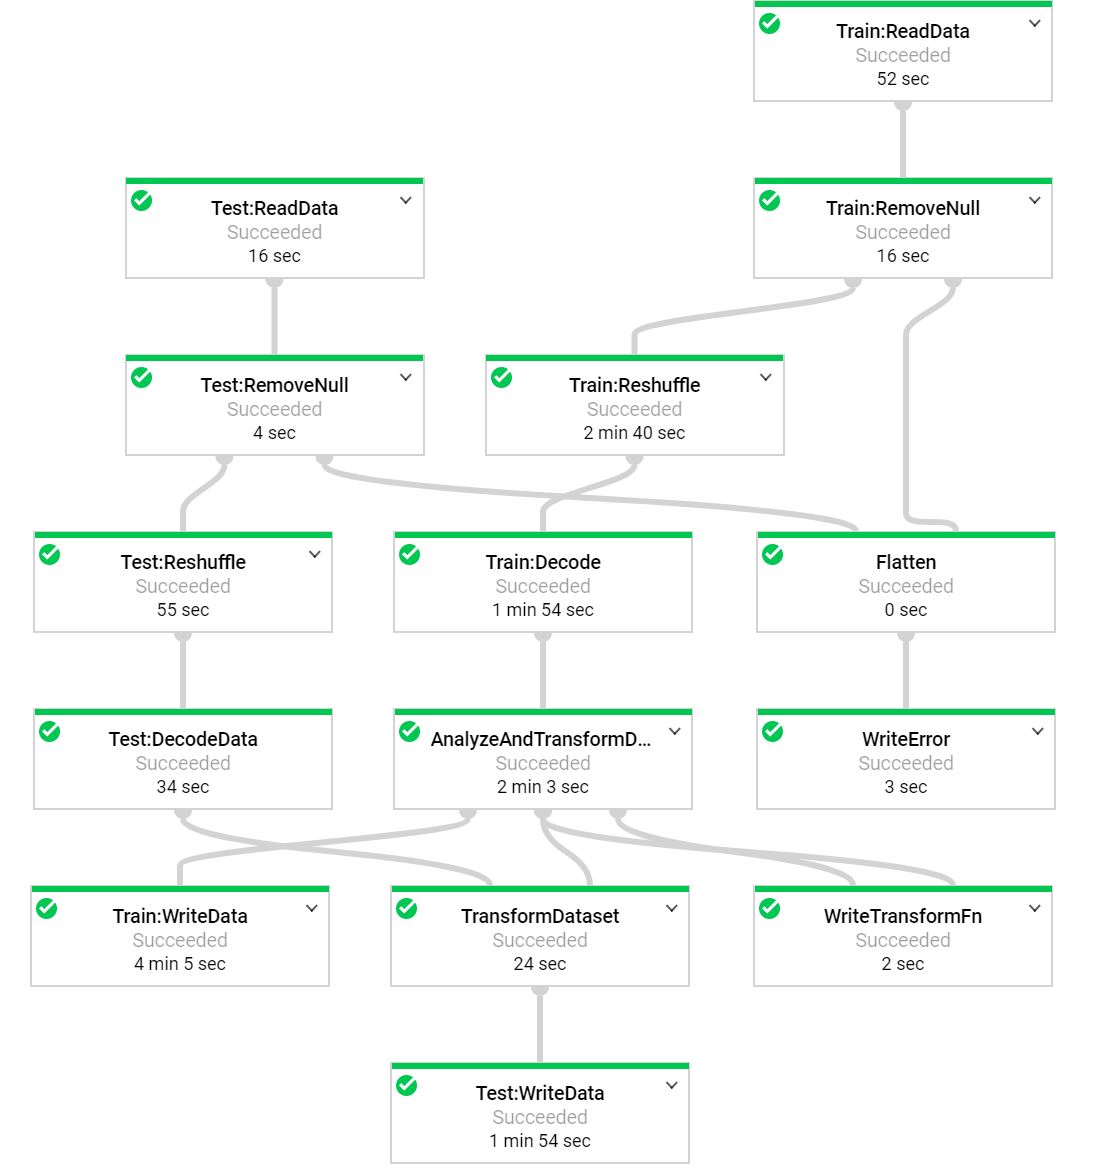 Train:ReadData
Succeeded
52 sec
Test:ReadData
Succeeded
16 sec
Train:RemoveNull
Succeeded
16 sec
Test:RemoveNull
Succeeded
4 sec
Train:Reshuffle
Succeeded
2 min 40 sec
Test:Reshuffle
Succeeded
55 sec
Train:Decode
Succeeded
1 min 54 sec
Flatten
Succeeded
0 sec
Test:DecodeData
Succeeded
34 sec
AnalyzeAndTransformD...
Succeeded
2 min 3 sec
WriteError
Succeeded
3 sec
Train:WriteData
Succeeded
4 min 5 sec
TransformDataset
Succeeded
24 sec
WriteTransformFn
Succeeded
2 sec
Test:WriteData
Succeeded
1 min 54 sec